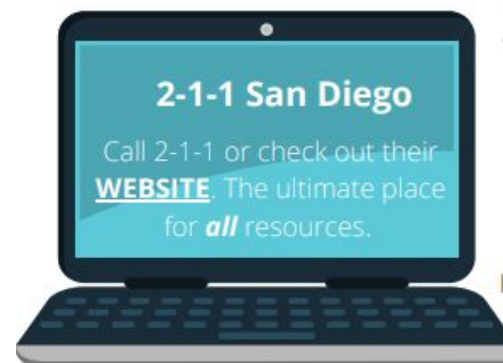 2-1-1 San Diego
Call 2-1-1 or check out their
WEBSITE. The ultimate place
for all resources.